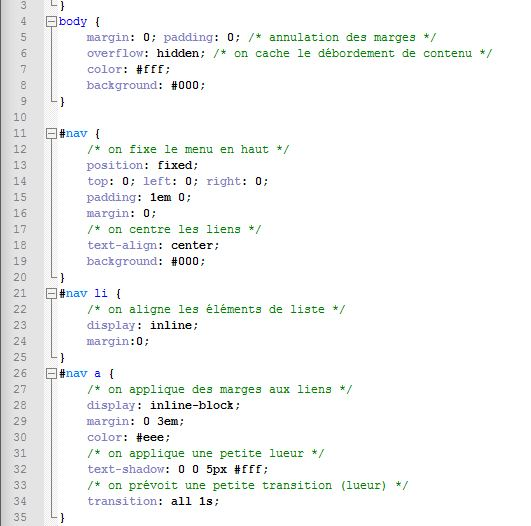 3 }
4 body {
5 margin: 0; padding: 0; /* annulation des marges */
6 overflow: hidden; /* on cache le débordement de contenu */
7 color: #fff;
8 background: #000;
9 }
10
11 #nav {
12 /* on fixe le menu en haut */
13 position: fixed;
14 top: 0; left: 0; right: 0;
15 padding: 1em 0;
16 margin: 0;
17 /* on centre les liens */
18 text-align: center;
19 background: #000;
20 }
21 #nav li {
22 /* on aligne les éléments de liste */
23 display: inline;
24 margin:0;
25 }
26 #nav a {
27 /* on applique des marges aux liens */
28 display: inline-block;
29 margin: 0 3em;
30 color: #eee;
31 /* on applique une petite lueur */
32 text-shadow: 0 0 5px #fff;
33 /* on prévoit une petite transition (lueur) */
34 transition: all 1s;
35 }